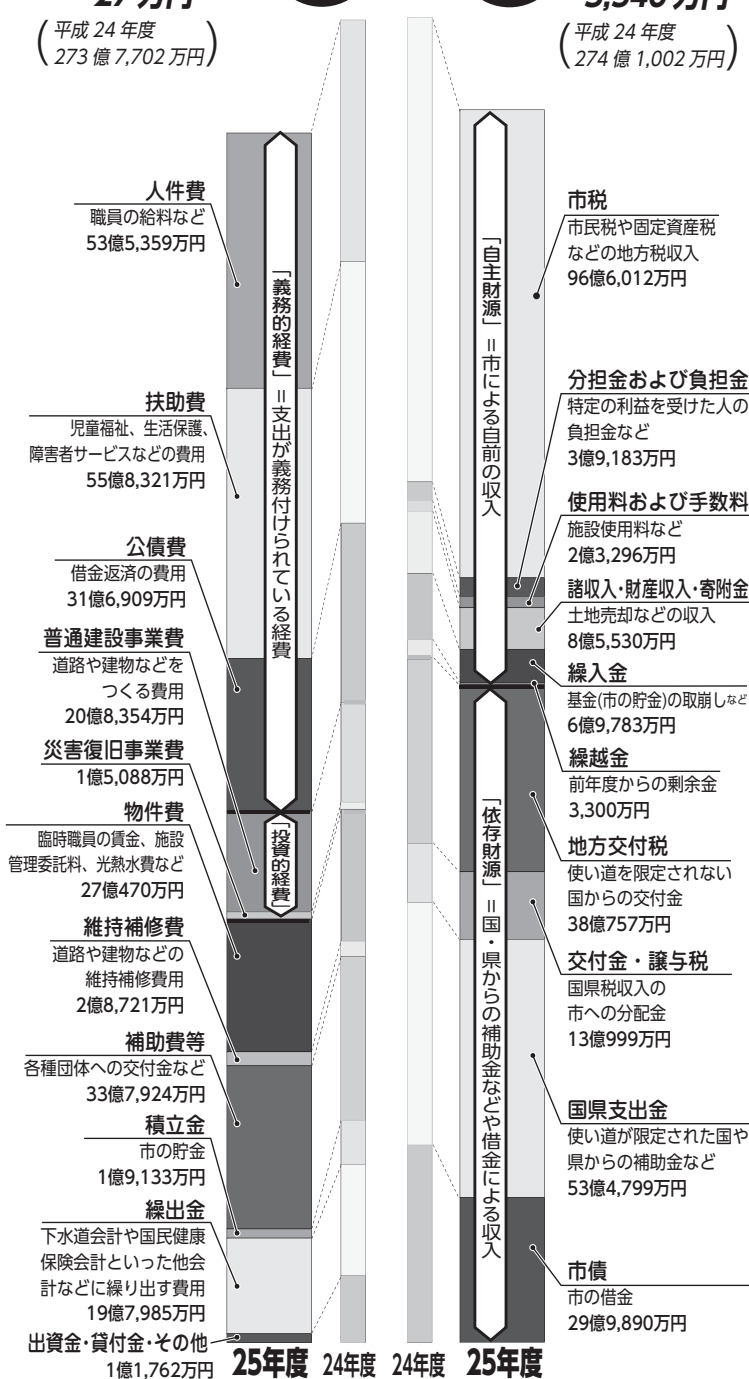 平成 24 年度
273 億 7,702 万円
平成 24 年度
274 億 1,002 万円
人件費
職員の給料など
53億5,359万円
扶助費
児童福祉、生活保護、
障害者サービスなどの費用
55億8,321万円
公債費
借金返済の費用
31億6,909万円
普通建設事業費
道路や建物などを
つくる費用
20億8,354万円
災害復旧事業費
1億5,088万円
物件費
臨時職員の賃金、施設
管理委託料、光熱水費など
27億470万円
維持補修費
道路や建物などの
維持補修費用
2億8,721万円
補助費等
各種団体への交付金など
33億7,924万円
積立金
市の貯金
1億9,133万円
繰出金
下水道会計や国民健康
保険会計といった他会
計などに繰り出す費用
19億7,985万円
出資金・貸付金・その他
1億1,762万円
「義務的経費」＝支出が義務付けられている経費
「投資的経費」
25年度
24年度
24年度
25年度
「自主財源」＝市による自前の収入
「依存財源」＝国・県からの補助金などや借金による収入
市税
市民税や固定資産税
などの地方税収入
96億6,012万円
分担金および負担金
特定の利益を受けた人の
負担金など
3億9,183万円
使用料および手数料
施設使用料など
2億3,296万円
諸収入・財産収入・寄附金
土地売却などの収入
8億5,530万円
繰入金
基金(市の貯金)の取崩しなど
6億9,783万円
繰越金
前年度からの剰余金
3,300万円
地方交付税
使い道を限定されない
国からの交付金
38億757万円
交付金・譲与税
国県税収入の
市への分配金
13億999万円
国県支出金
使い道が限定された国や
県からの補助金など
53億4,799万円
市債
市の借金
29億9,890万円